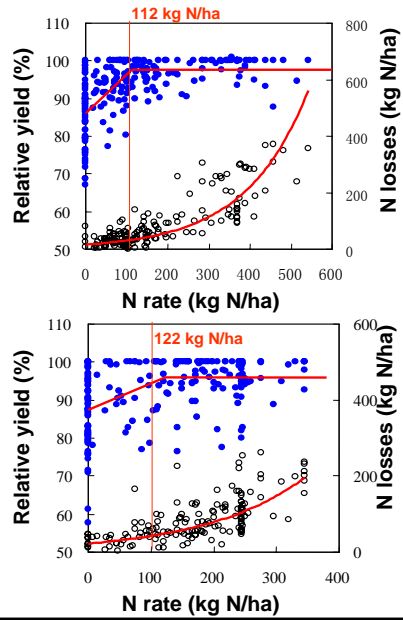 112 kg N/ha
110
100
90
80
70
60
50
Relative yield (%)
800
600
400
200
0
N losses (kg N/ha)
0 100 200 300 400 500 600
N rate (kg N/ha)
122 kg N/ha
110
100
90
80
70
60
50
Relative yield (%)
600
400
200
0
N losses (kg N/ha)
0 100 200 300 400
N rate (kg N/ha)